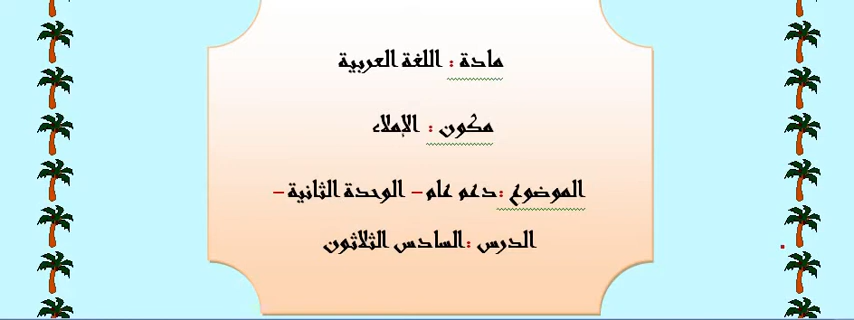 مادة : اللغة العربية
مكون : الإملاء
الموضوع :دعم عام– الوحدة الثانية–
الدرس :السادس الثلاثون